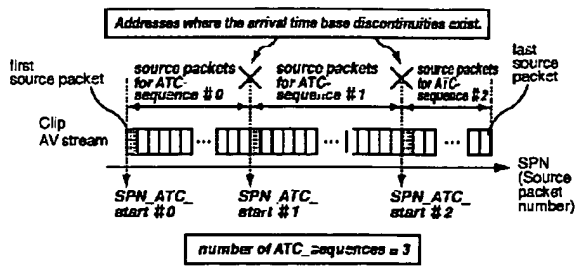 Addresses where the arrival time base discontinuities exist.
first
source packet
source packets
for ATC-
sequence #0
source packets
for ATC-
sequence #1
source packets
for ATC-
sequence #2
last
source
packet
Clip
AV stream
... ... ...
SPN
(Source
packet
number)
SPN_ATC_
start #0
SPN_ATC_
start #1
SPN_ATC_
start #2
number of ATC_sequences = 3